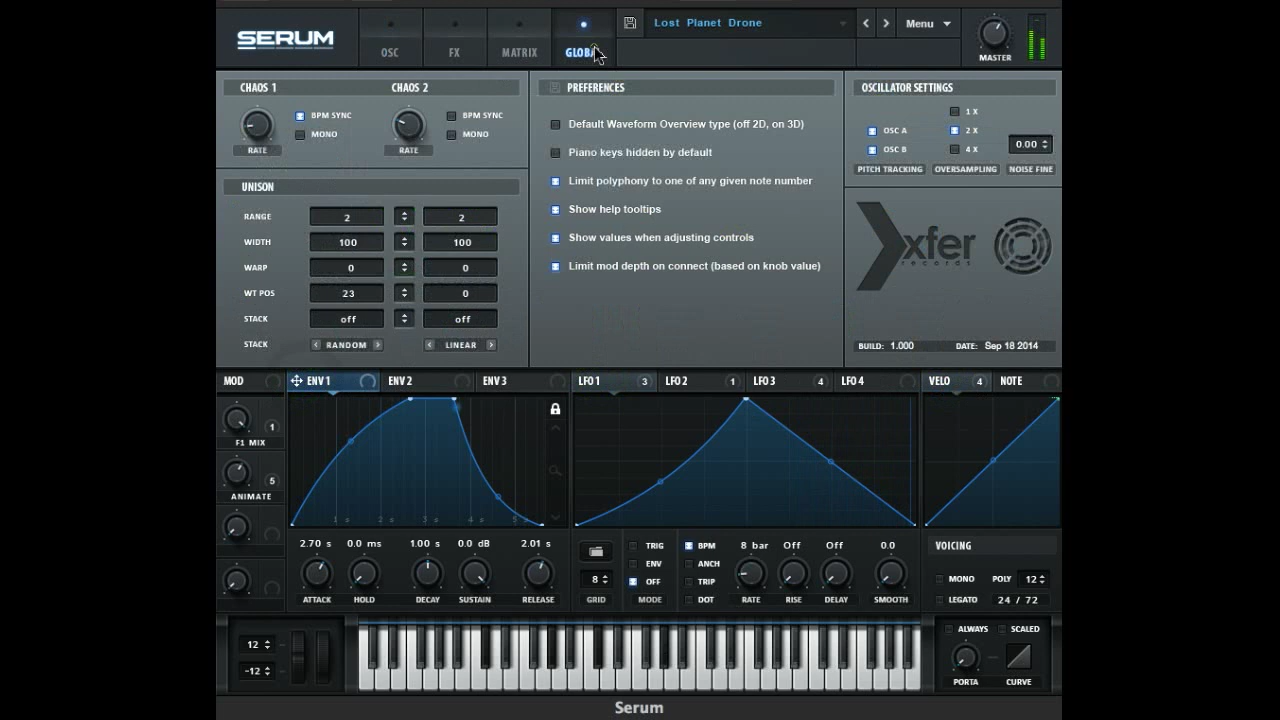 SERUM
OSC
FX
MATRIX
GLOBA
Lost Planet Drone
Menu
MASTER
CHAOS 1
CHAOS 2
BPM SYNC
MONO
RATE
BPM SYNC
MONO
RATE
UNISON
RANGE 2 2
WIDTH 100 100
WARP 0 0
WT POS 23 0
STACK off off
STACK < RANDOM > < LINEAR >
PREFERENCES
Default Waveform Overview type (off 2D, on 3D)
Piano keys hidden by default
Limit polyphony to one of any given note number
Show help tooltips
Show values when adjusting controls
Limit mod depth on connect (based on knob value)
OSCILLATOR SETTINGS
1 X
OSC A 2 X
OSC B 4 X
0.00
PITCH TRACKING OVERSAMPLING NOISE FINE
xfer
records
BUILD: 1.000 DATE: Sep 18 2014
MOD ENV 1 ENV 2 ENV 3 LFO 1 3 LFO 2 1 LFO 3 4 LFO 4 VELO 4 NOTE
1
F1 MIX
5
ANIMATE
1 s 2 s 3 s 4 s 5 s
2.70 s 0.0 ms 1.00 s 0.0 dB 2.01 s
ATTACK HOLD DECAY SUSTAIN RELEASE
8
GRID
TRIG
ENV
OFF
MODE
BPM
ANCH
TRIP
DOT
8 bar Off Off 0.0
RATE RISE DELAY SMOOTH
VOICING
MONO POLY 12
LEGATO 24 / 72
12
-12
ALWAYS SCALED
PORTA CURVE
Serum